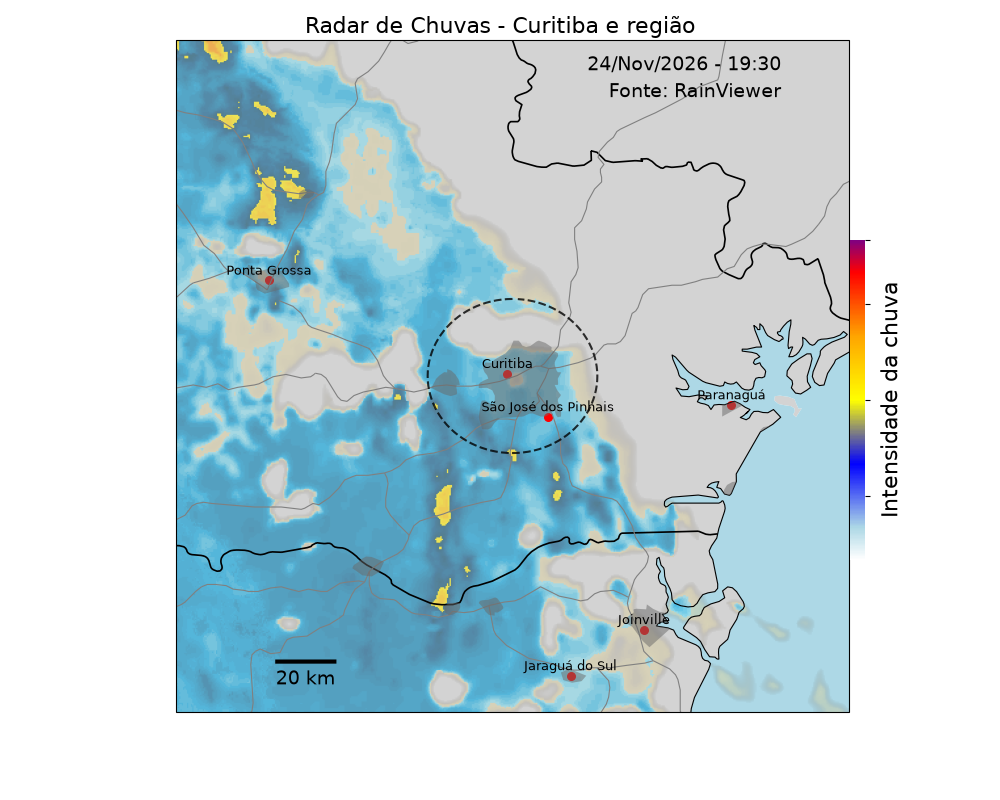 Radar de Chuvas - Curitiba e região
24/Nov/2026 - 19:30
Fonte: RainViewer
Ponta Grossa
Curitiba
São José dos Pinhais
Paranaguá
Joinville
Jaraguá do Sul
20 km
Intensidade da chuva